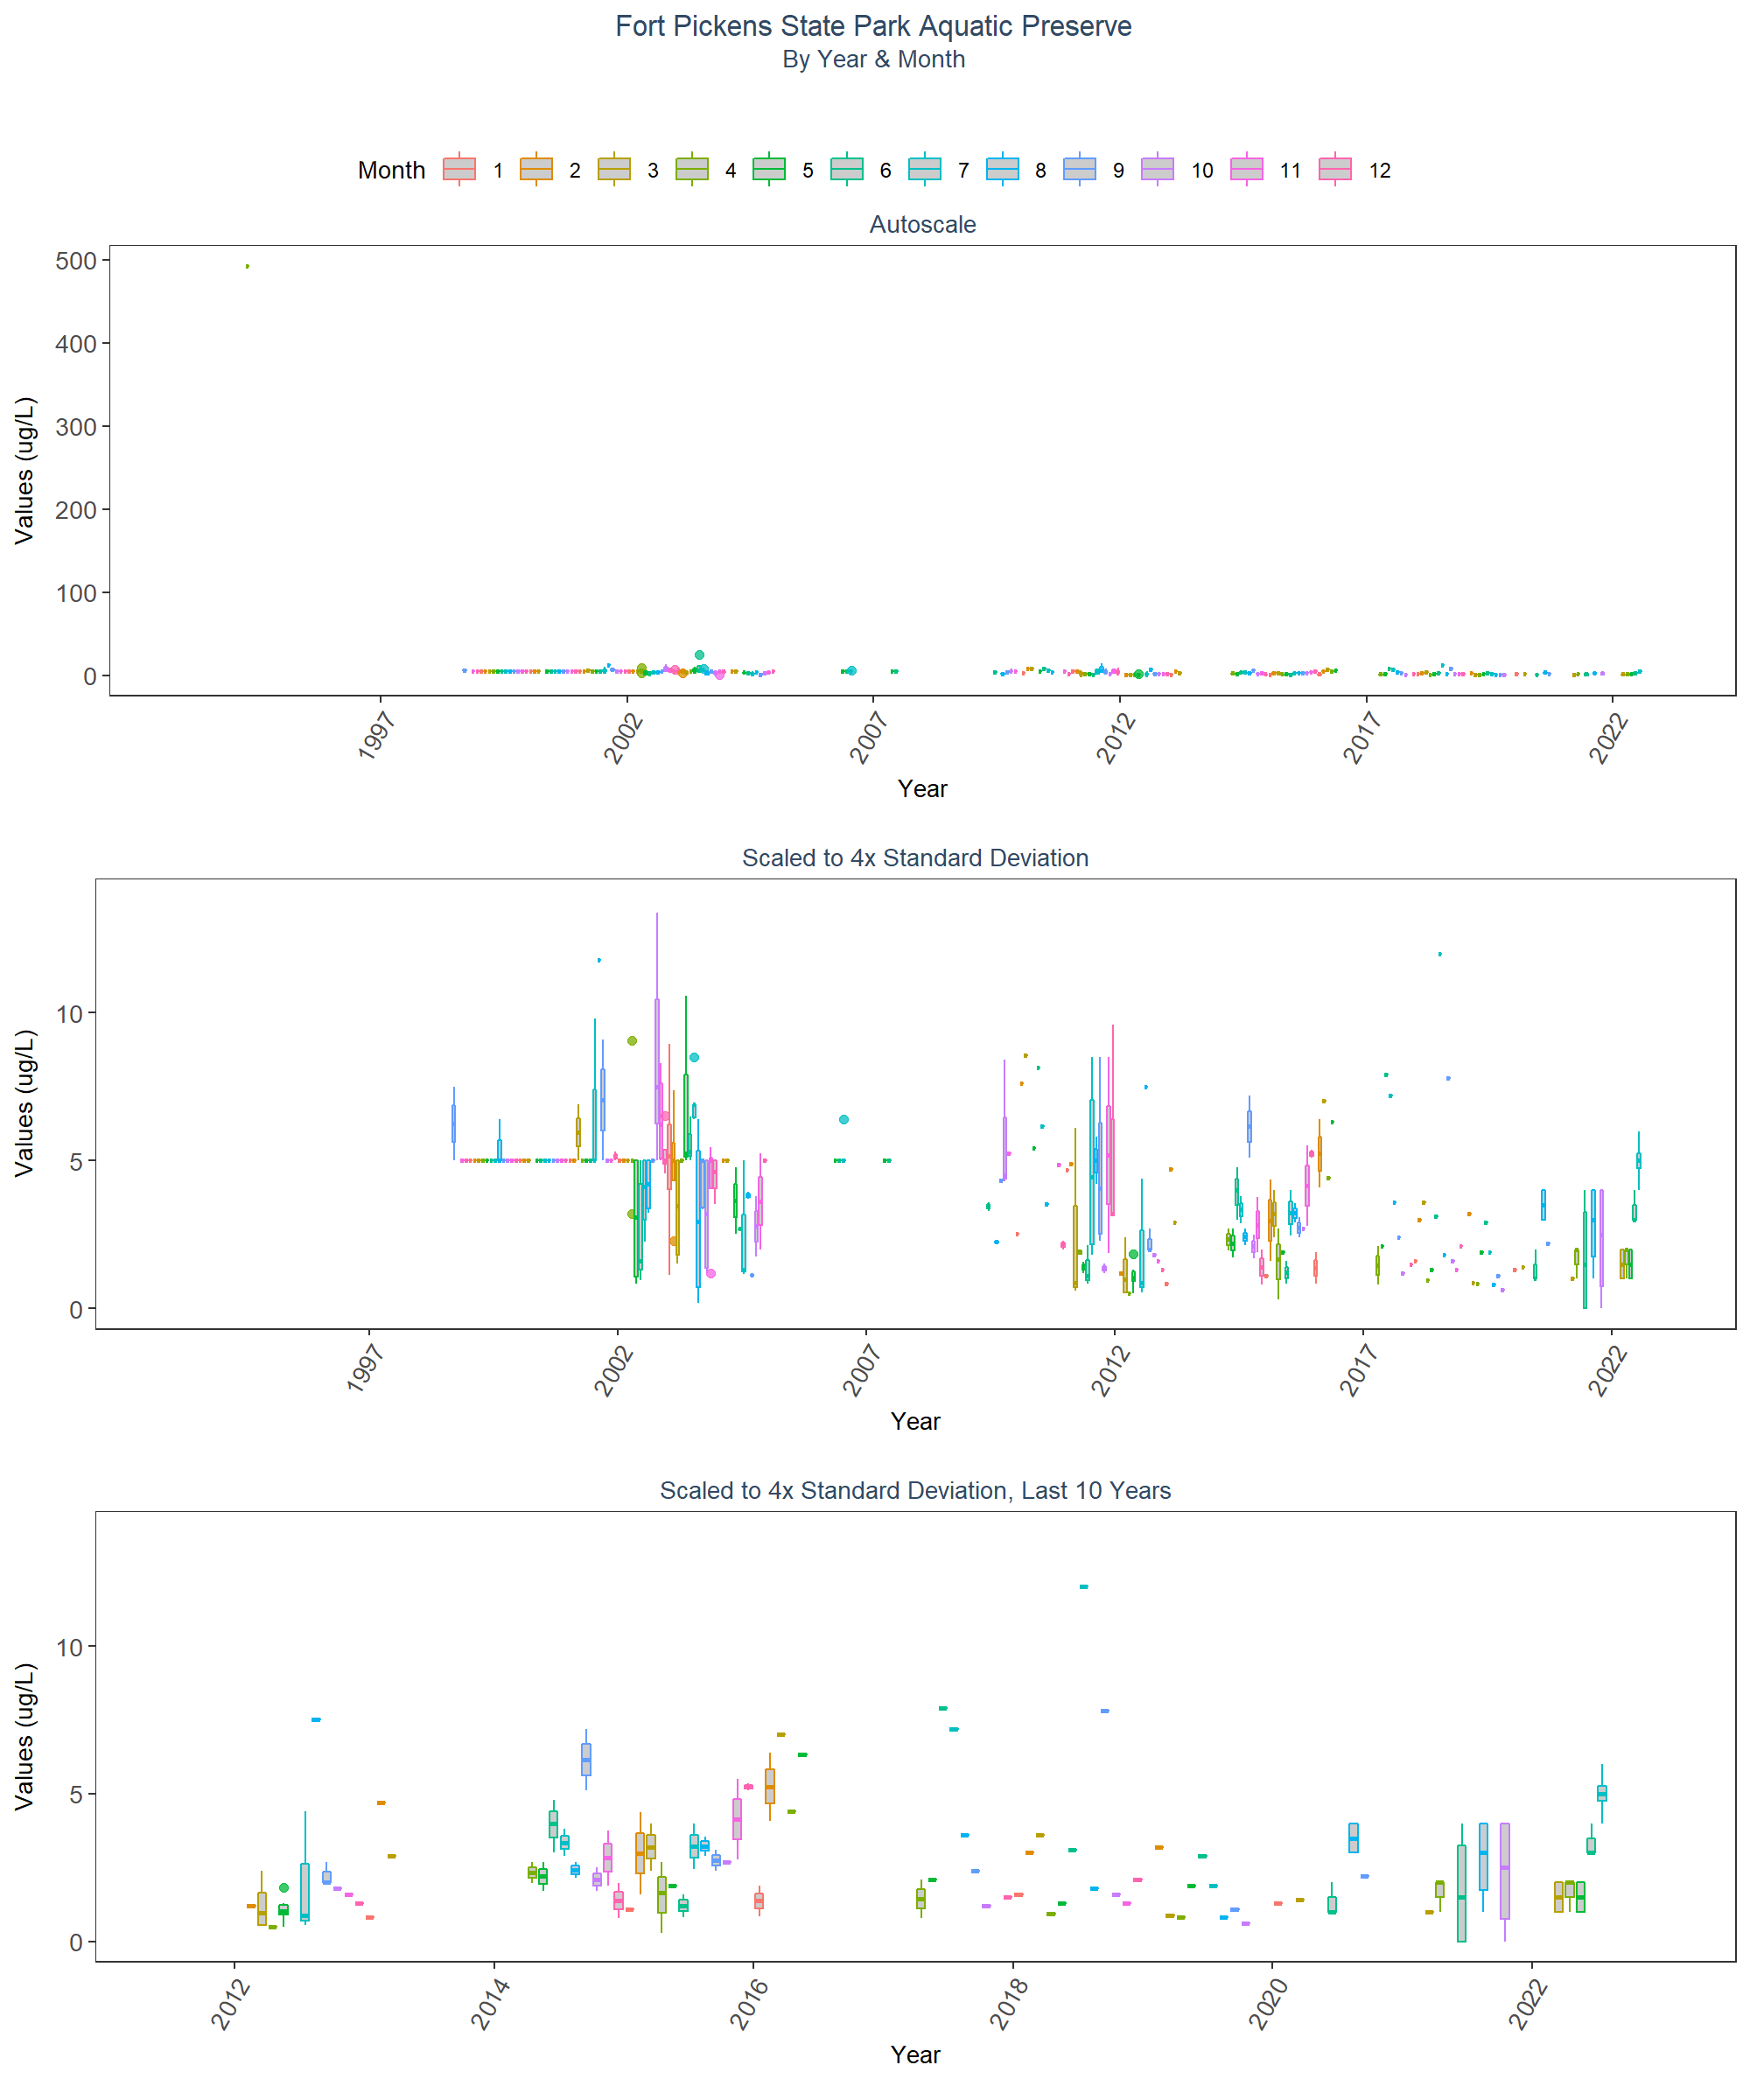 Fort Pickens State Park Aquatic Preserve
By Year & Month
Month 1 2 3 4 5 6 7 8 9 10 11 12
Autoscale
Values (ug/L)
500
400
300
200
100
0
1997 2002 2007 2012 2017 2022
Year
Scaled to 4x Standard Deviation
Values (ug/L)
10
5
0
1997 2002 2007 2012 2017 2022
Year
Scaled to 4x Standard Deviation, Last 10 Years
Values (ug/L)
10
5
0
2012 2014 2016 2018 2020 2022
Year